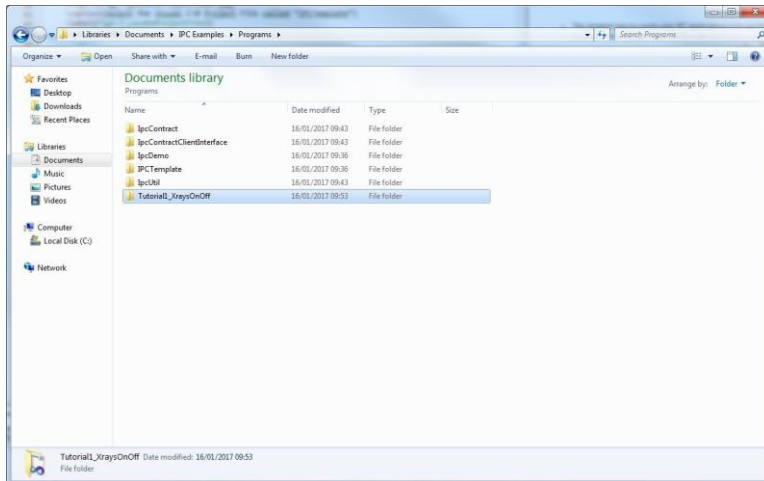 Libraries ▸ Documents ▸ IPC Examples ▸ Programs ▸
Search Programs
Organize Open Share with E-mail Burn New folder
Favorites
Desktop
Downloads
Recent Places
Libraries
Documents
Music
Pictures
Videos
Computer
Local Disk (C:)
Network
Documents library
Programs
Arrange by: Folder
Name Date modified Type Size
IpcContract 16/01/2017 09:43 File folder
IpcContractClientInterface 16/01/2017 09:43 File folder
IpcDemo 16/01/2017 09:36 File folder
IPCTemplate 16/01/2017 09:36 File folder
IpcUtil 16/01/2017 09:43 File folder
Tutorial1_XraysOnOff 16/01/2017 09:53 File folder
Tutorial1_XraysOnOff Date modified: 16/01/2017 09:53
File folder